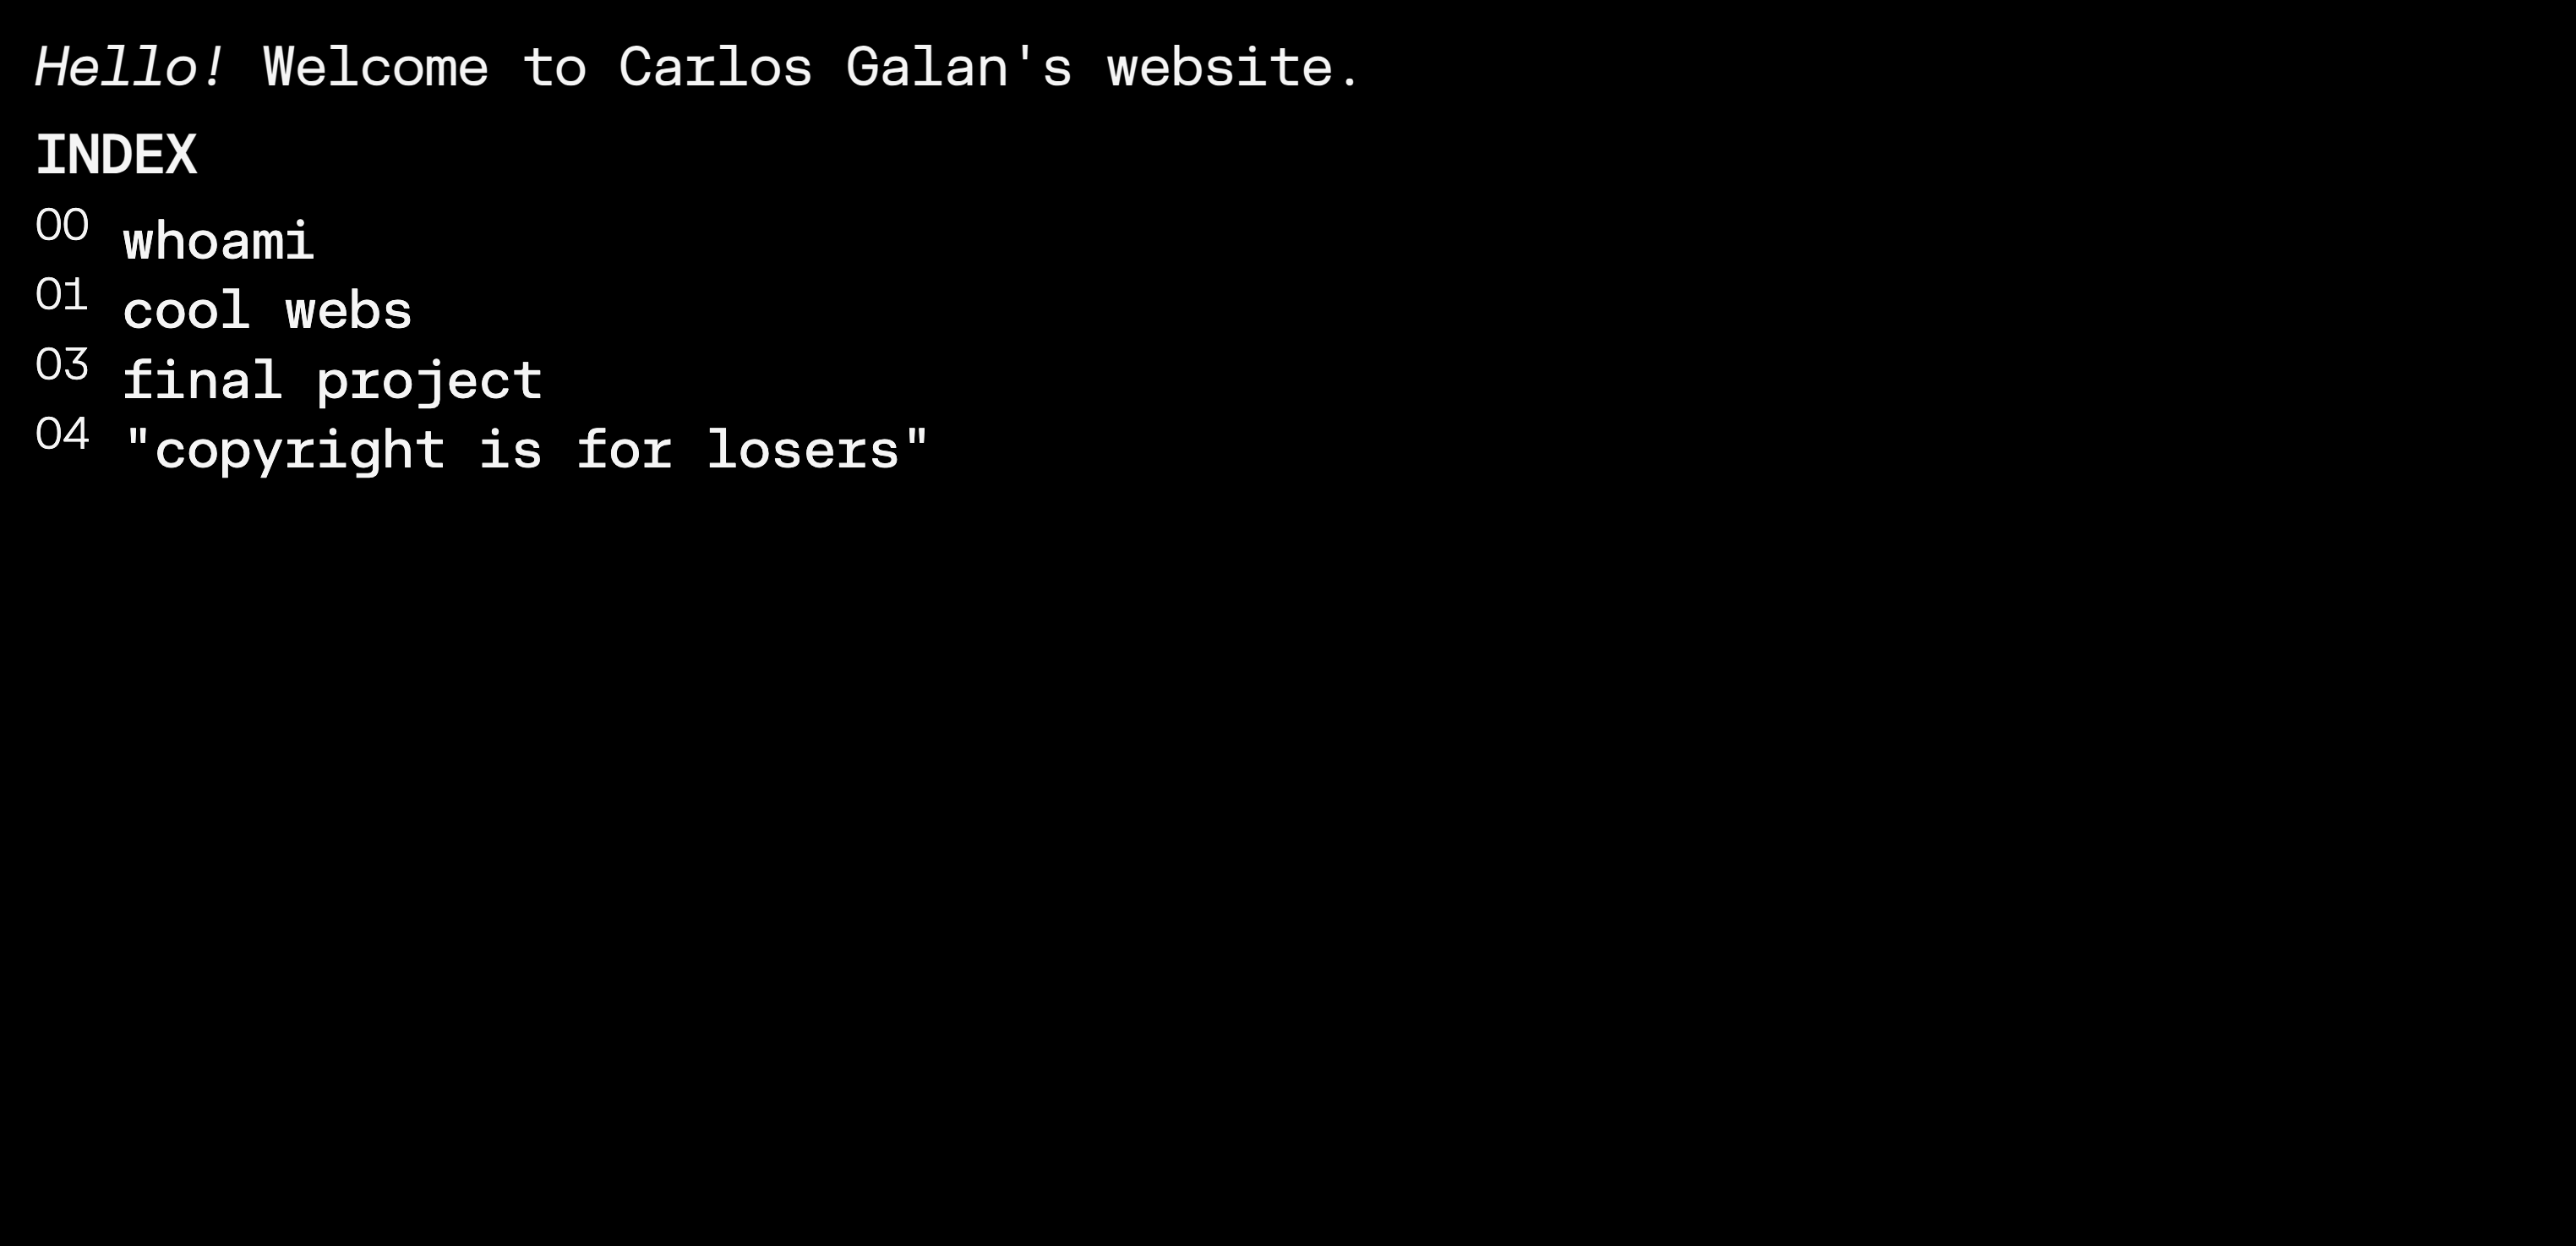 Hello! Welcome to Carlos Galan's website.
INDEX
00 whoami
01 cool webs
03 final project
04 "copyright is for losers"